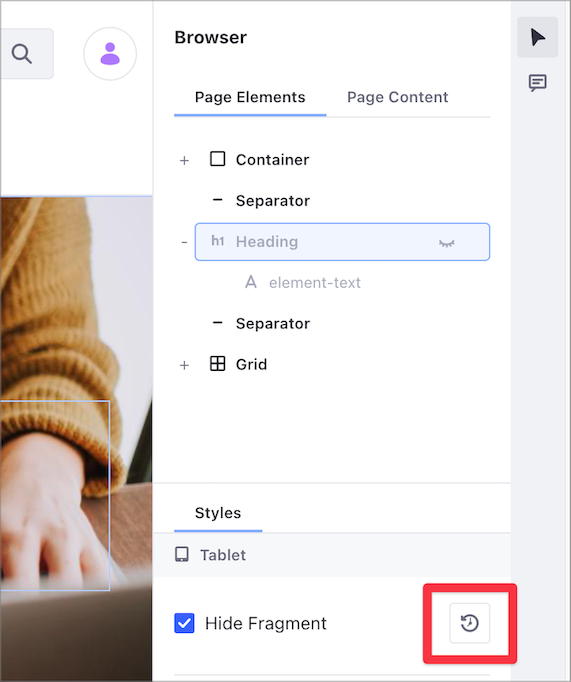 Browser
Page Elements
Page Content
Container
Separator
h1 Heading
A element-text
Separator
Grid
Styles
Tablet
Hide Fragment